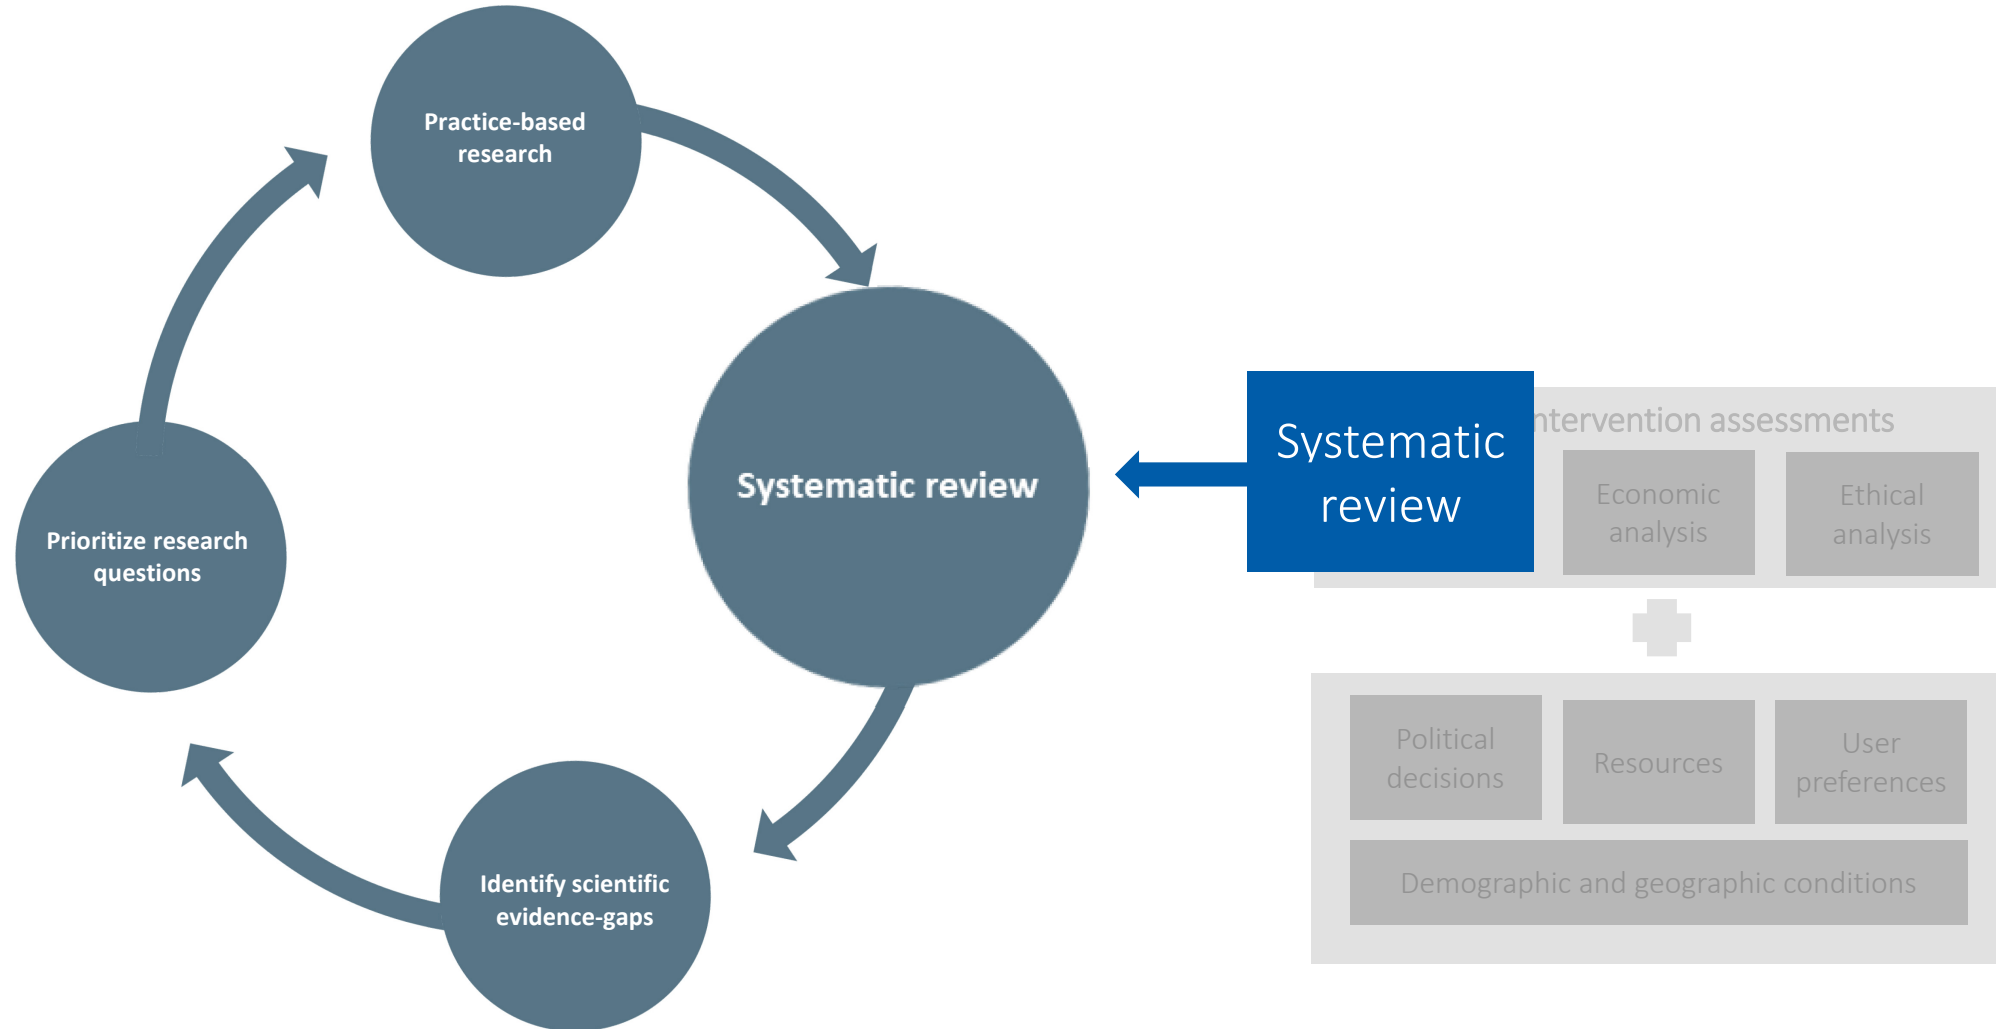 Practice-based
research
Systematic review
Prioritize research
questions
Identify scientific
evidence-gaps
Systematic
review
ntervention assessments
Economic
analysis
Ethical
analysis
Political
decisions
Resources
User
preferences
Demographic and geographic conditions